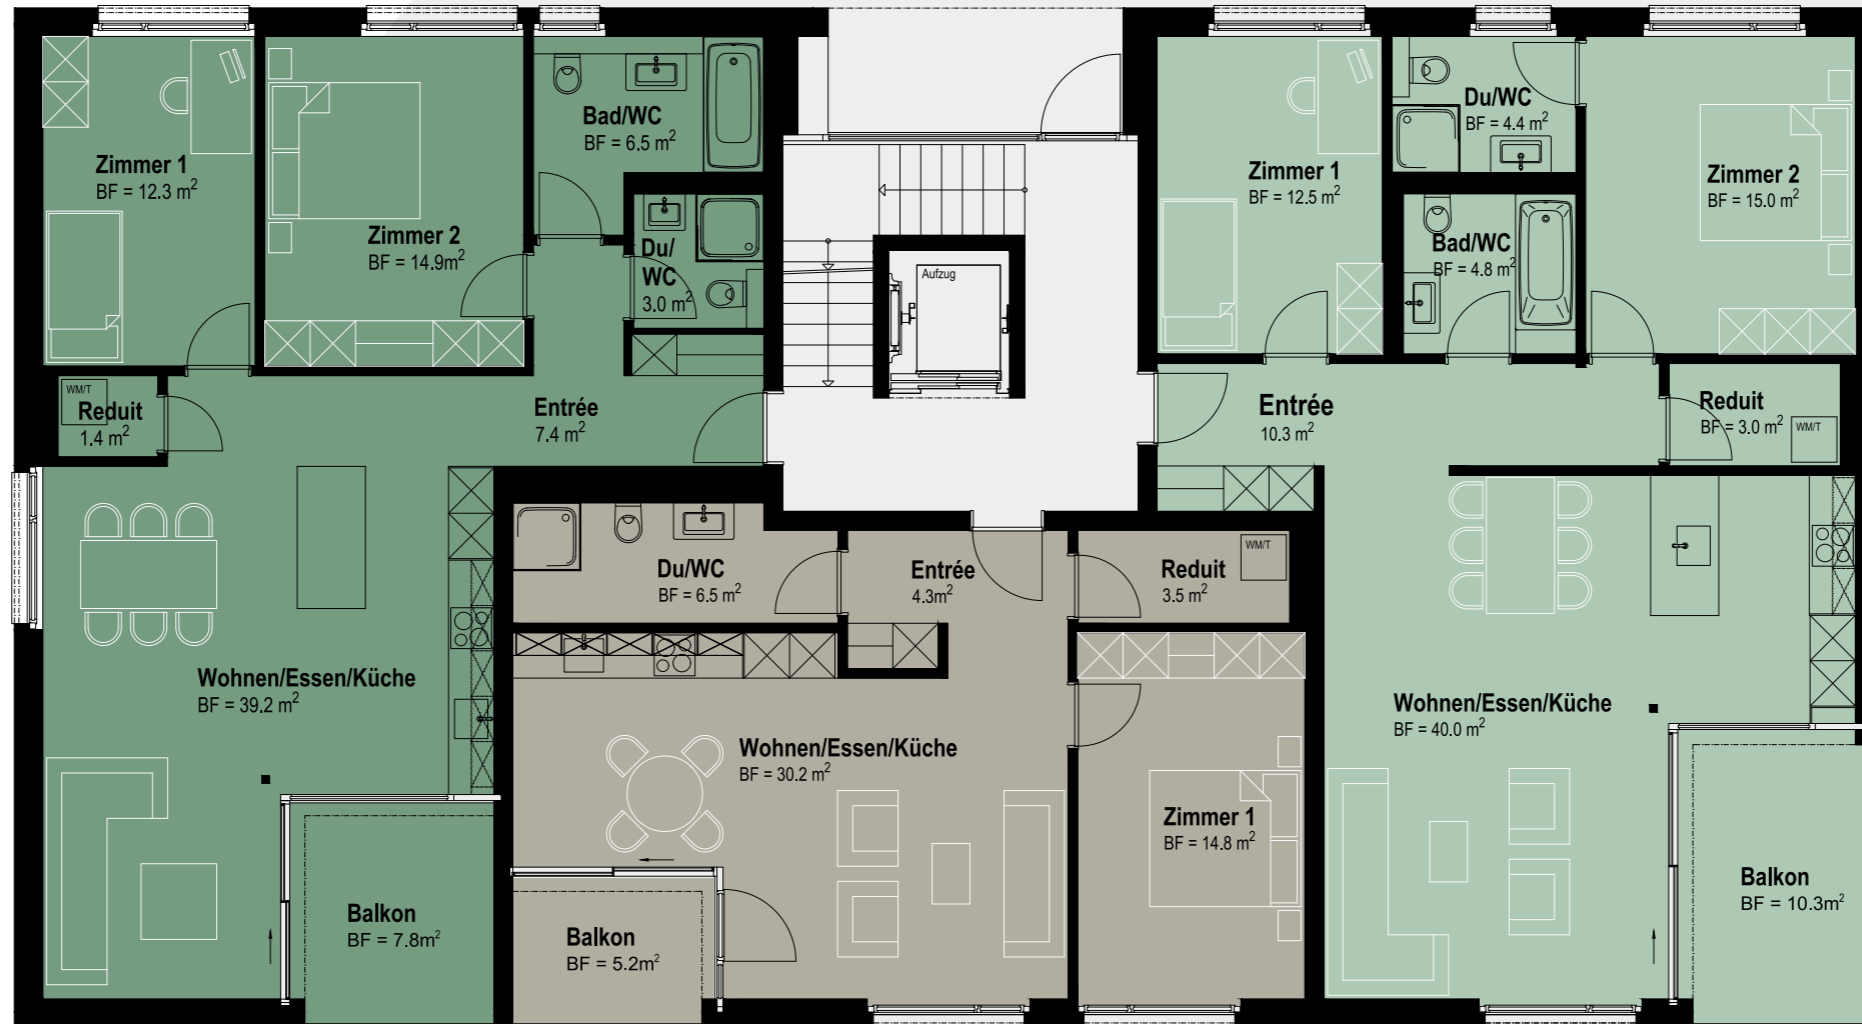 Zimmer 1
BF = 12.3 m²
Zimmer 2
BF = 14.9m²
Bad/WC
BF = 6.5 m²
Du/
WC
3.0 m²
WM/T
Reduit
1.4 m²
Entrée
7.4 m²
Wohnen/Essen/Küche
BF = 39.2 m²
Balkon
BF = 7.8m²
Aufzug
Du/WC
BF = 6.5 m²
Entrée
4.3m²
WM/T
Reduit
3.5 m²
Wohnen/Essen/Küche
BF = 30.2 m²
Zimmer 1
BF = 14.8 m²
Balkon
BF = 5.2m²
Zimmer 1
BF = 12.5 m²
Du/WC
BF = 4.4 m²
Zimmer 2
BF = 15.0 m²
Bad/WC
BF = 4.8 m²
Entrée
10.3 m²
Reduit
BF = 3.0 m²
WM/T
Wohnen/Essen/Küche
BF = 40.0 m²
Balkon
BF = 10.3m²